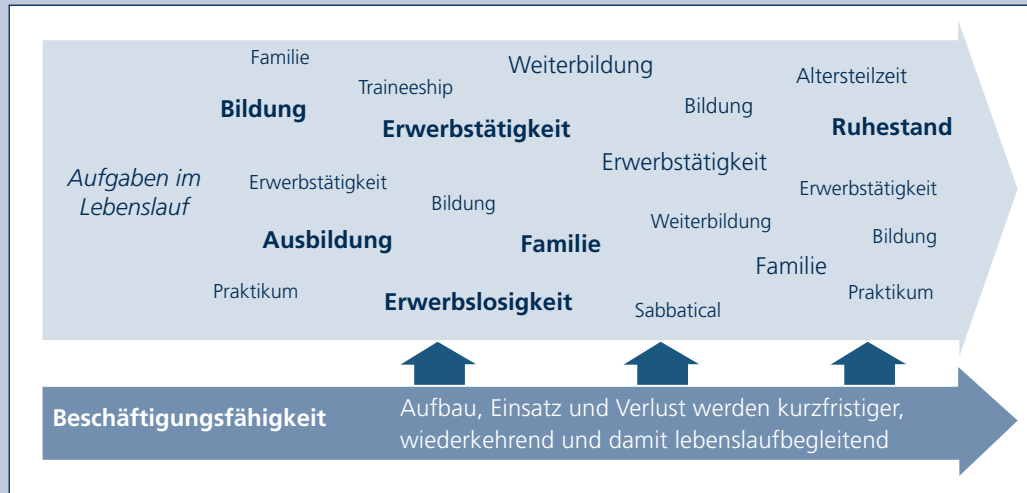 Familie
Weiterbildung
Traineeship
Altersteilzeit
Bildung
Bildung
Erwerbstätigkeit
Ruhestand
Erwerbstätigkeit
Aufgaben im
Lebenslauf
Erwerbstätigkeit
Erwerbstätigkeit
Bildung
Weiterbildung
Ausbildung
Familie
Bildung
Familie
Praktikum
Erwerbslosigkeit
Sabbatical
Praktikum
Beschäftigungsfähigkeit
Aufbau, Einsatz und Verlust werden kurzfristiger,
wiederkehrend und damit lebenslaufbegleitend